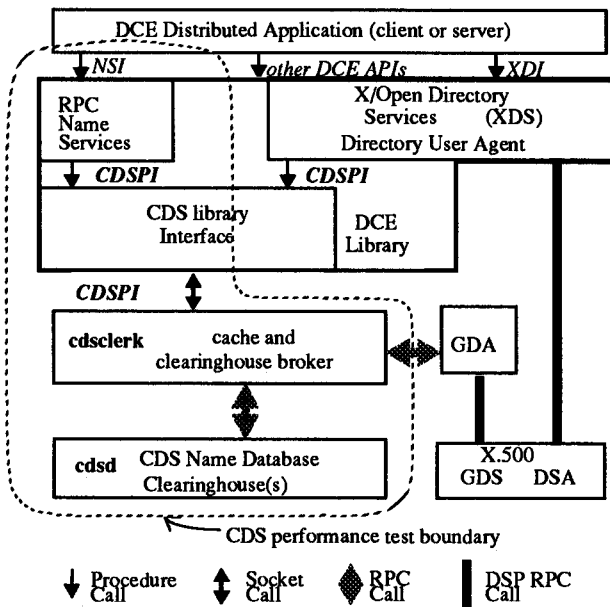 DCE Distributed Application (client or server)
NSI other DCE APIs XDI
RPC
Name
Services
X/Open Directory
Services (XDS)
Directory User Agent
CDSPI CDSPI
CDS library
Interface
DCE
Library
CDSPI
cdsclerk cache and
clearinghouse broker
GDA
cdsd CDS Name Database
Clearinghouse(s)
X.500
GDS DSA
CDS performance test boundary
Procedure
Call
Socket
Call
RPC
Call
DSP RPC
Call